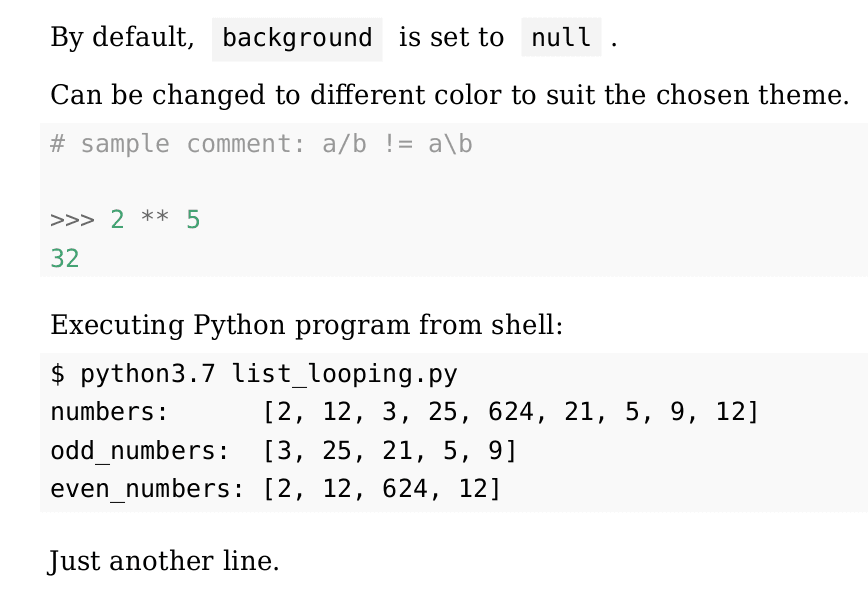 By default, background is set to null .
Can be changed to different color to suit the chosen theme.
# sample comment: a/b != a\b
>>> 2 ** 5
32
Executing Python program from shell:
$ python3.7 list_looping.py
numbers:      [2, 12, 3, 25, 624, 21, 5, 9, 12]
odd_numbers:  [3, 25, 21, 5, 9]
even_numbers: [2, 12, 624, 12]
Just another line.